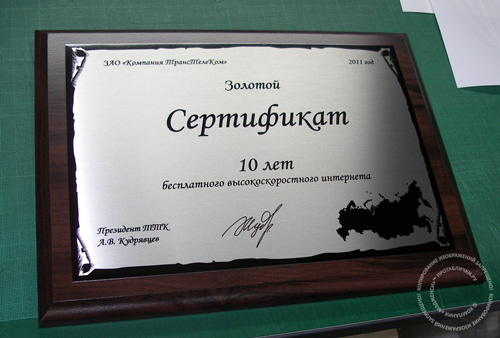 ЗАО «Компания ТрансТелеКом»
2011 год
Золотой
Сертификат
10 лет
бесплатного высокоскоростного интернета
Президент ТТК
А.В. Кудрявцев